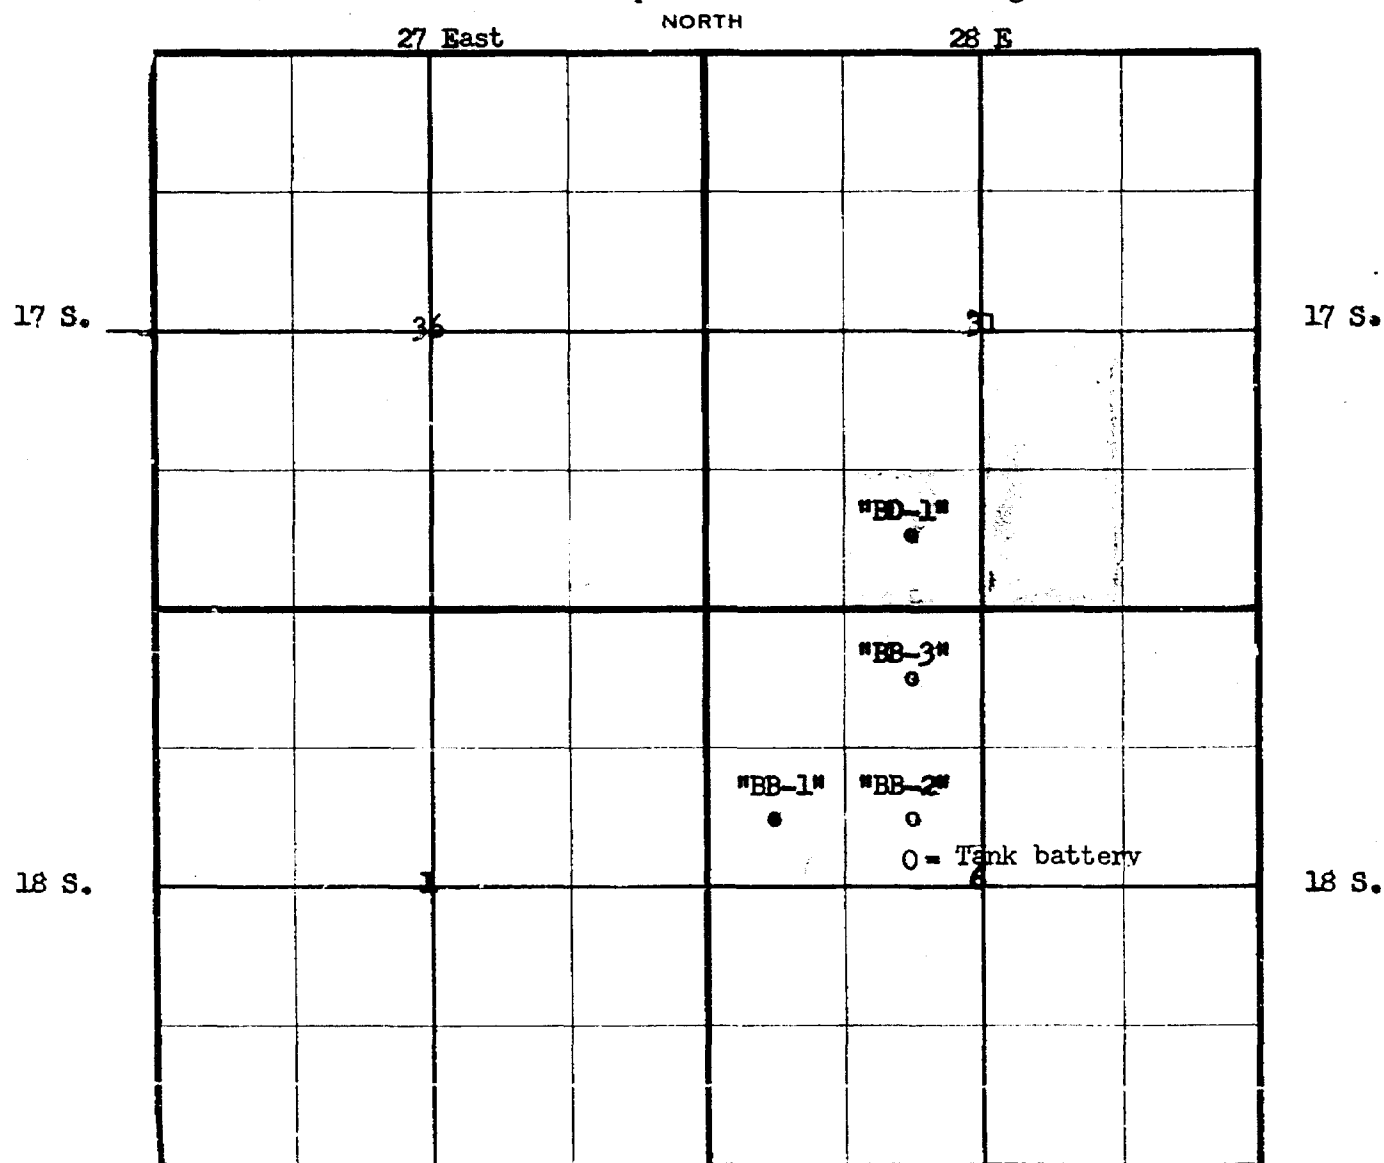 NORTH
27 East 28 E
17 S. 36 31 17 S.
"BD-1"
"BB-3"
"BB-1" "BB-2"
O = Tank battery
18 S. 1 6 18 S.